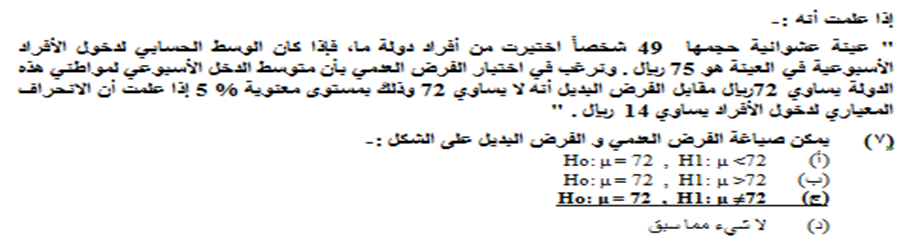 إذا علمت أنه :-
" عينة عشوائية حجمها 49 شخصاً اختيرت من أفراد دولة ما، فإذا كان الوسط الحسابي لدخول الأفراد
الأسبوعية في العينة هو 75 ريال . وترغب في اختبار الفرض العدمي بأن متوسط الدخل الأسبوعي لمواطني هذه
الدولة يساوي 72ريال مقابل الفرض البديل أنه لا يساوي 72 وذلك بمستوى معنوية % 5 إذا علمت أن الانحراف
المعياري لدخول الأفراد يساوي 14 ريال . "
(٧) يمكن صياغة الفرض العدمي و الفرض البديل على الشكل :-
(أ) Ho: µ = 72 , H1: µ <72
(ب) Ho: µ = 72 , H1: µ >72
(ج) Ho: µ = 72 , H1: µ ≠72
(د) لا شيء مما سبق